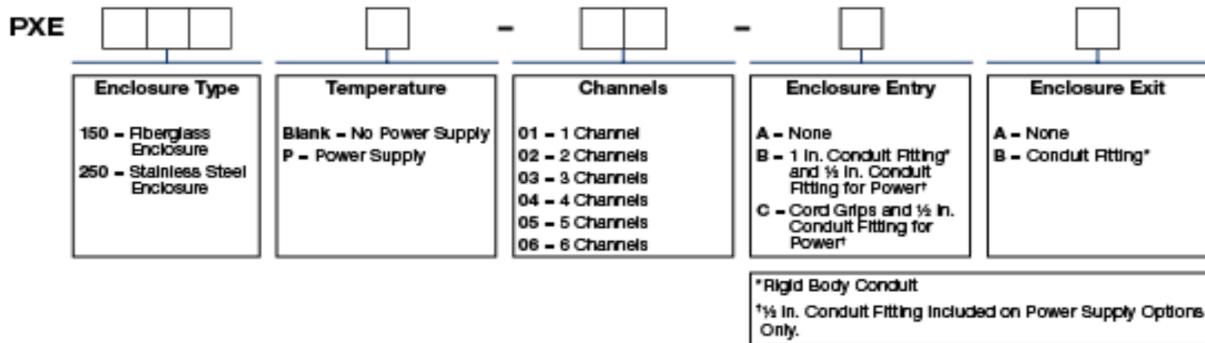 PXE – –
Enclosure Type
150 – Fiberglass
Enclosure
250 – Stainless Steel
Enclosure
Temperature
Blank – No Power Supply
P – Power Supply
Channels
01 – 1 Channel
02 – 2 Channels
03 – 3 Channels
04 – 4 Channels
05 – 5 Channels
06 – 6 Channels
Enclosure Entry
A – None
B – 1 in. Conduit Fitting*
and ½ in. Conduit
Fitting for Power†
C – Cord Grips and ½ in.
Conduit Fitting for
Power†
Enclosure Exit
A – None
B – Conduit Fitting*
*Rigid Body Conduit
†½ in. Conduit Fitting Included on Power Supply Options
Only.